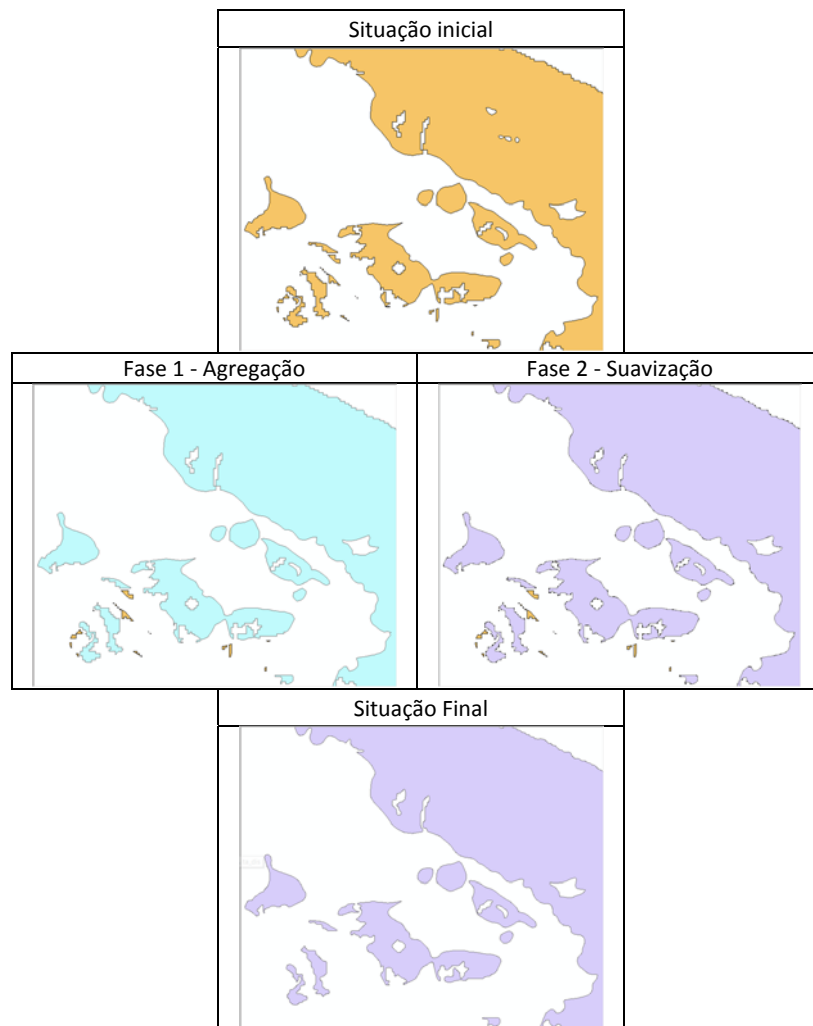 Situação inicial
Fase 1 - Agregação
Fase 2 - Suavização
Situação Final